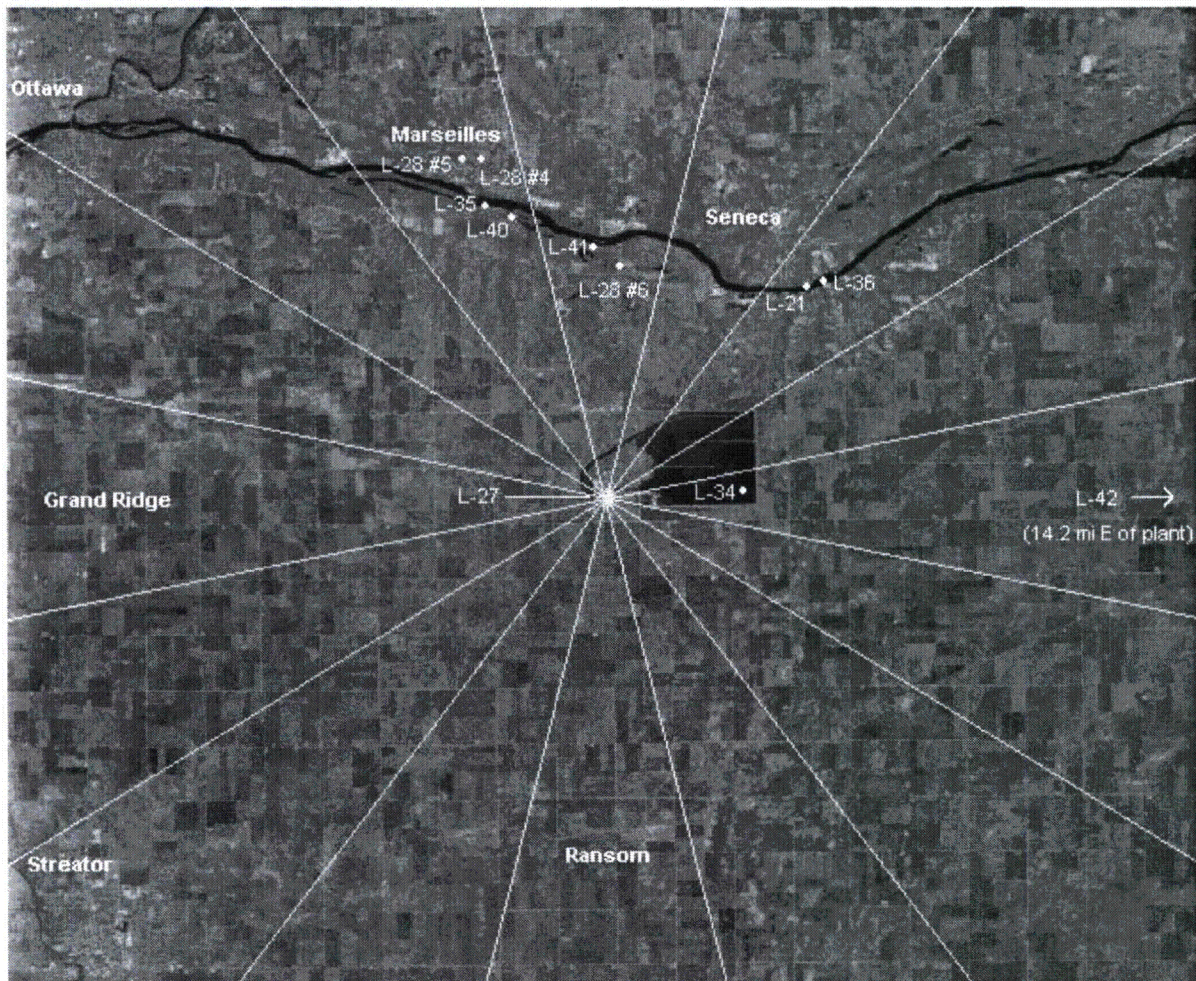 Ottawa
Marseilles
L-28 #5
L-28 #4
L-35
L-40
Seneca
L-41
L-28 #6
L-21
L-36
Grand Ridge
L-27
L-34
L-42
(14.2 mi E of plant)
Streator
Ransom